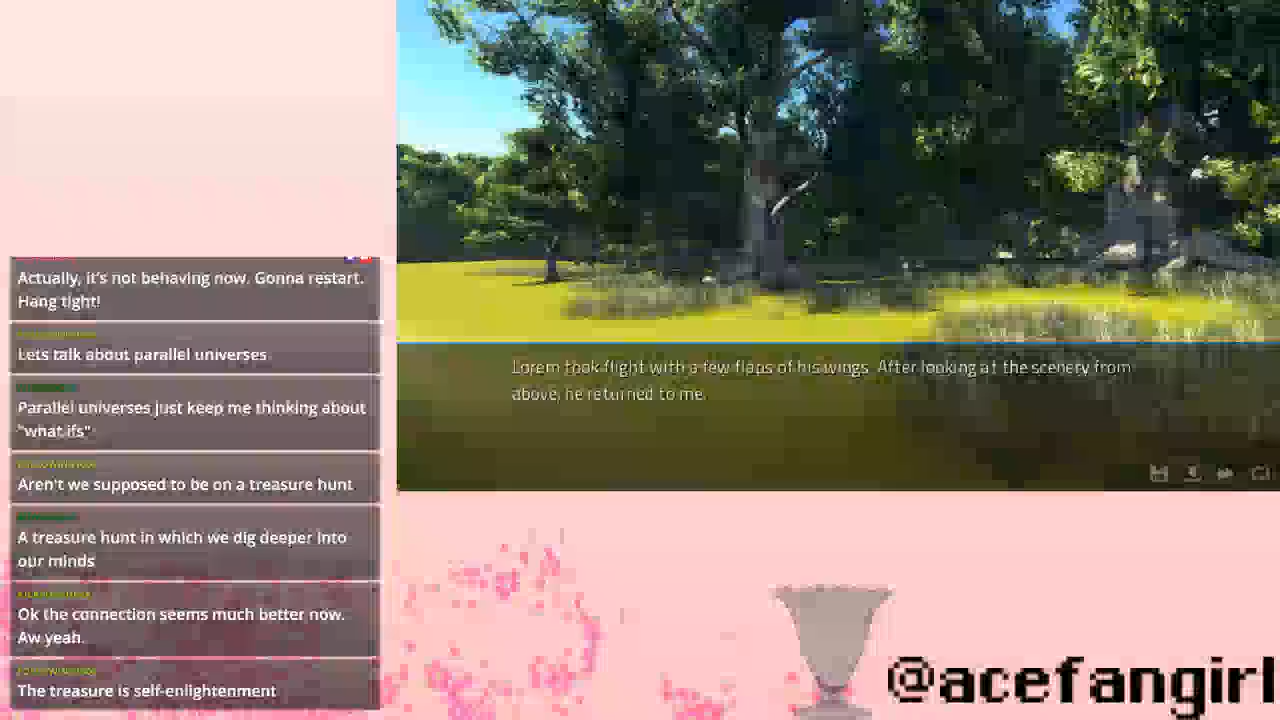 Actually, it's not behaving now. Gonna restart.
Hang tight!
Lets talk about parallel universes
Parallel universes just keep me thinking about
"what ifs"
Aren't we supposed to be on a treasure hunt
A treasure hunt in which we dig deeper into
our minds
Ok the connection seems much better now.
Aw yeah.
The treasure is self-enlightenment
Lorem took flight with a few flaps of his wings. After looking at the scenery from
above, he returned to me.
@acefangirl